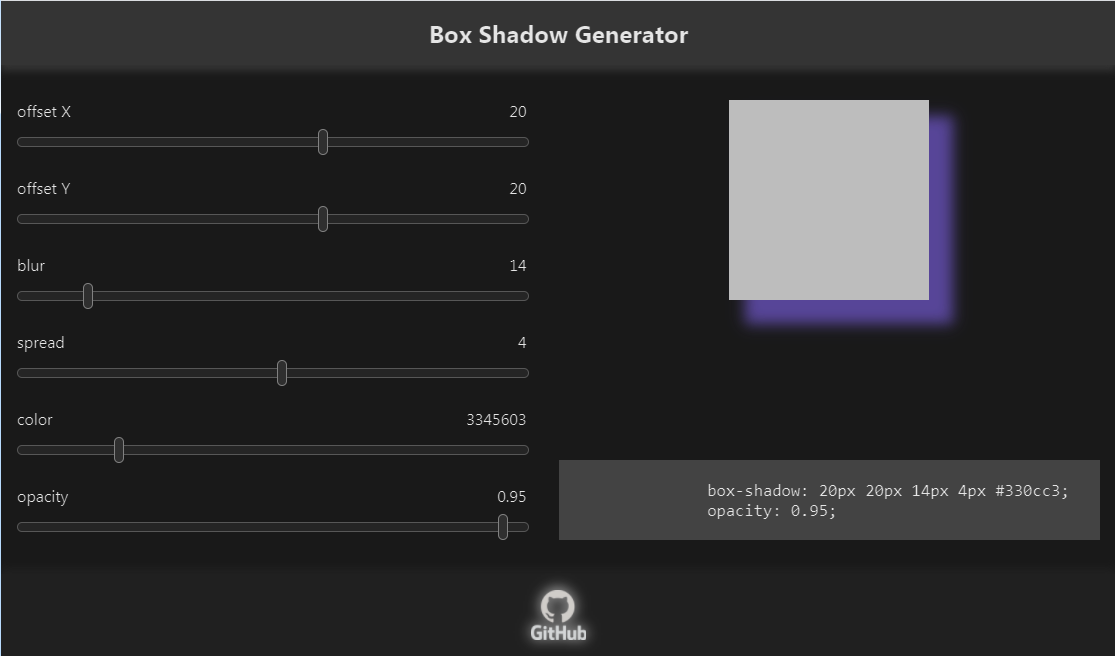 Box Shadow Generator
offset X 20
offset Y 20
blur 14
spread 4
color 3345603
opacity 0.95
box-shadow: 20px 20px 14px 4px #330cc3;
opacity: 0.95;
GitHub